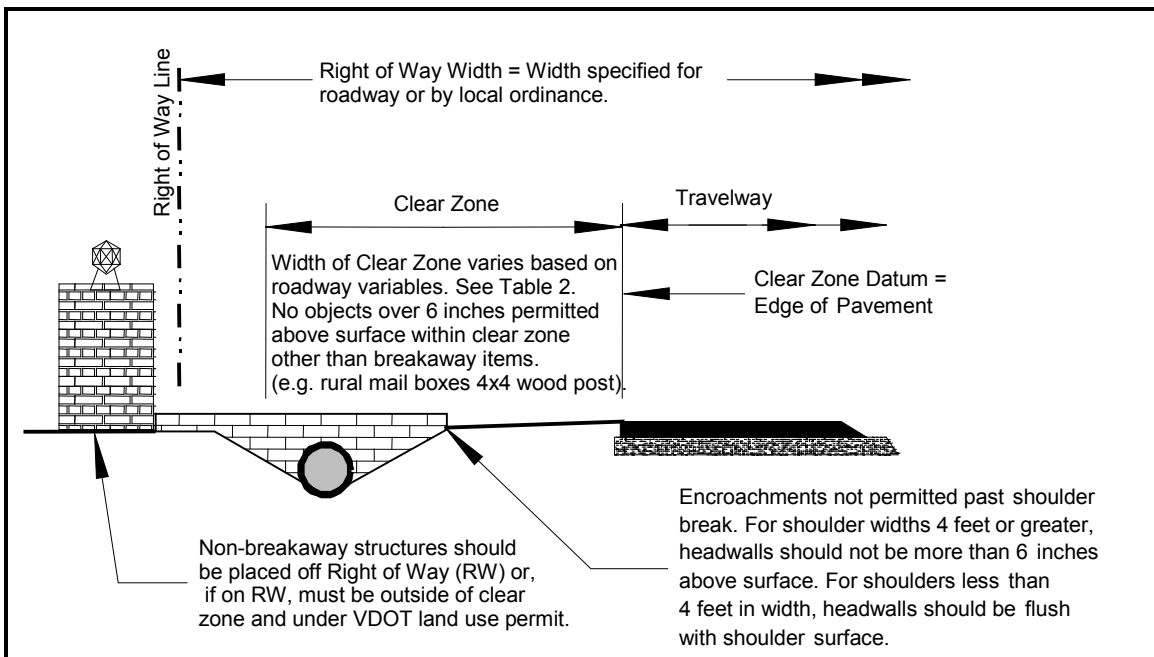 Right of Way Line
Right of Way Width = Width specified for
roadway or by local ordinance.
Clear Zone
Travelway
Width of Clear Zone varies based on
roadway variables. See Table 2.
No objects over 6 inches permitted
above surface within clear zone
other than breakaway items.
(e.g. rural mail boxes 4x4 wood post).
Clear Zone Datum =
Edge of Pavement
Non-breakaway structures should
be placed off Right of Way (RW) or,
if on RW, must be outside of clear
zone and under VDOT land use permit.
Encroachments not permitted past shoulder
break. For shoulder widths 4 feet or greater,
headwalls should not be more than 6 inches
above surface. For shoulders less than
4 feet in width, headwalls should be flush
with shoulder surface.